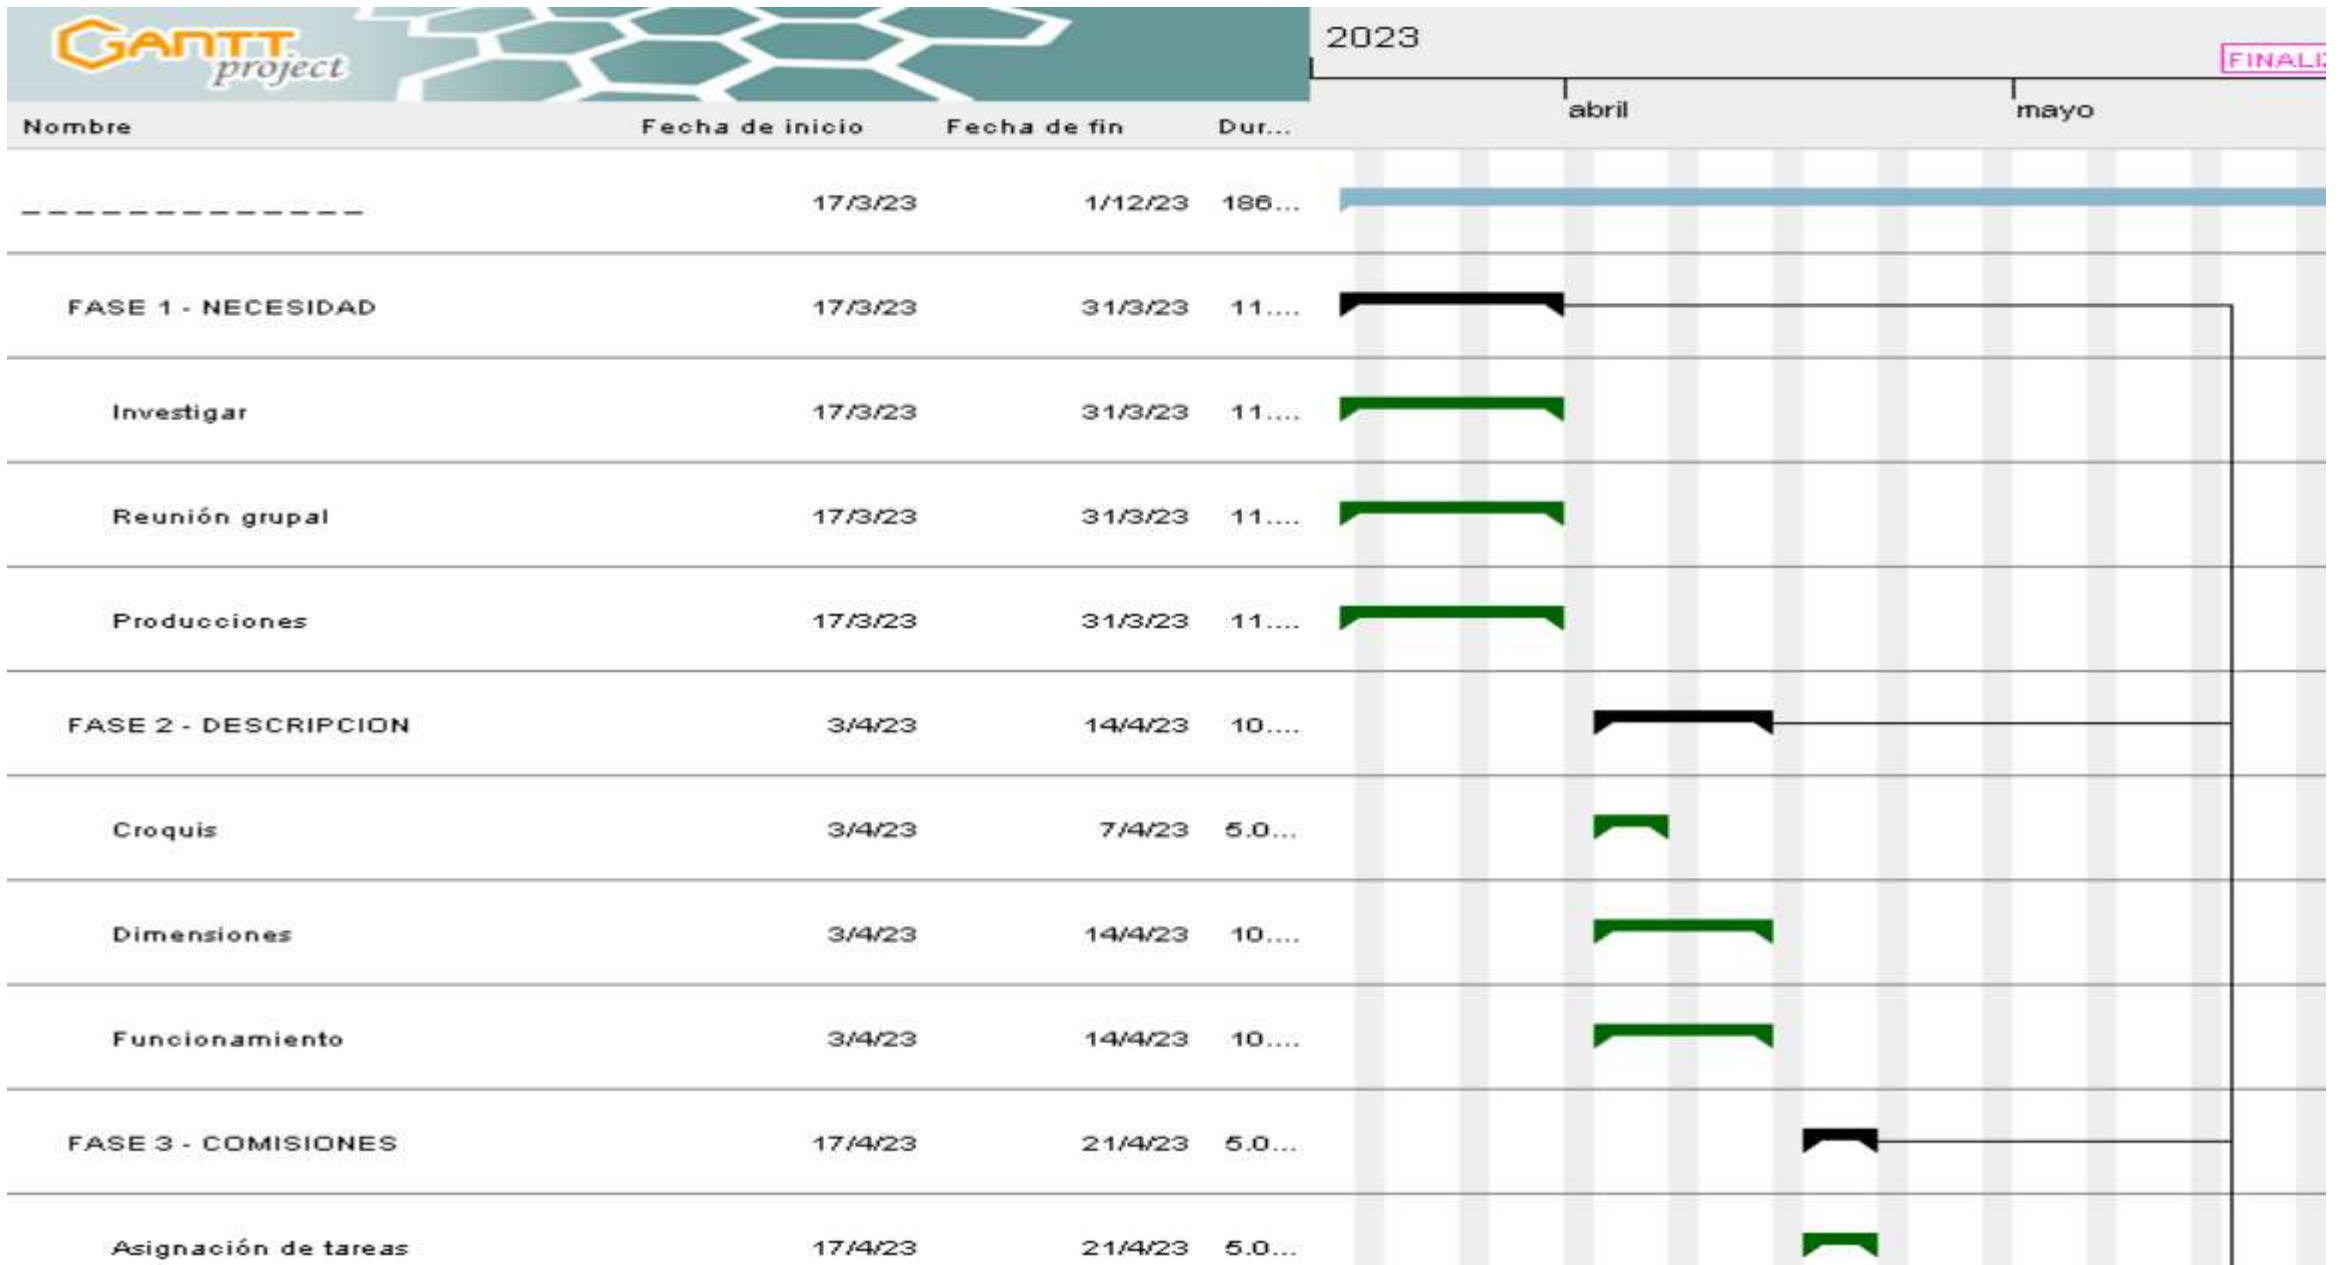 GANTT
project
2023
FINALIZ
abril mayo
Nombre Fecha de inicio Fecha de fin Dur...
_ _ _ _ _ _ _ _ _ _ _ _ _ 17/3/23 1/12/23 186...
FASE 1 - NECESIDAD 17/3/23 31/3/23 11....
Investigar 17/3/23 31/3/23 11....
Reunión grupal 17/3/23 31/3/23 11....
Producciones 17/3/23 31/3/23 11....
FASE 2 - DESCRIPCION 3/4/23 14/4/23 10....
Croquis 3/4/23 7/4/23 5.0...
Dimensiones 3/4/23 14/4/23 10....
Funcionamiento 3/4/23 14/4/23 10....
FASE 3 - COMISIONES 17/4/23 21/4/23 5.0...
Asignación de tareas 17/4/23 21/4/23 5.0...